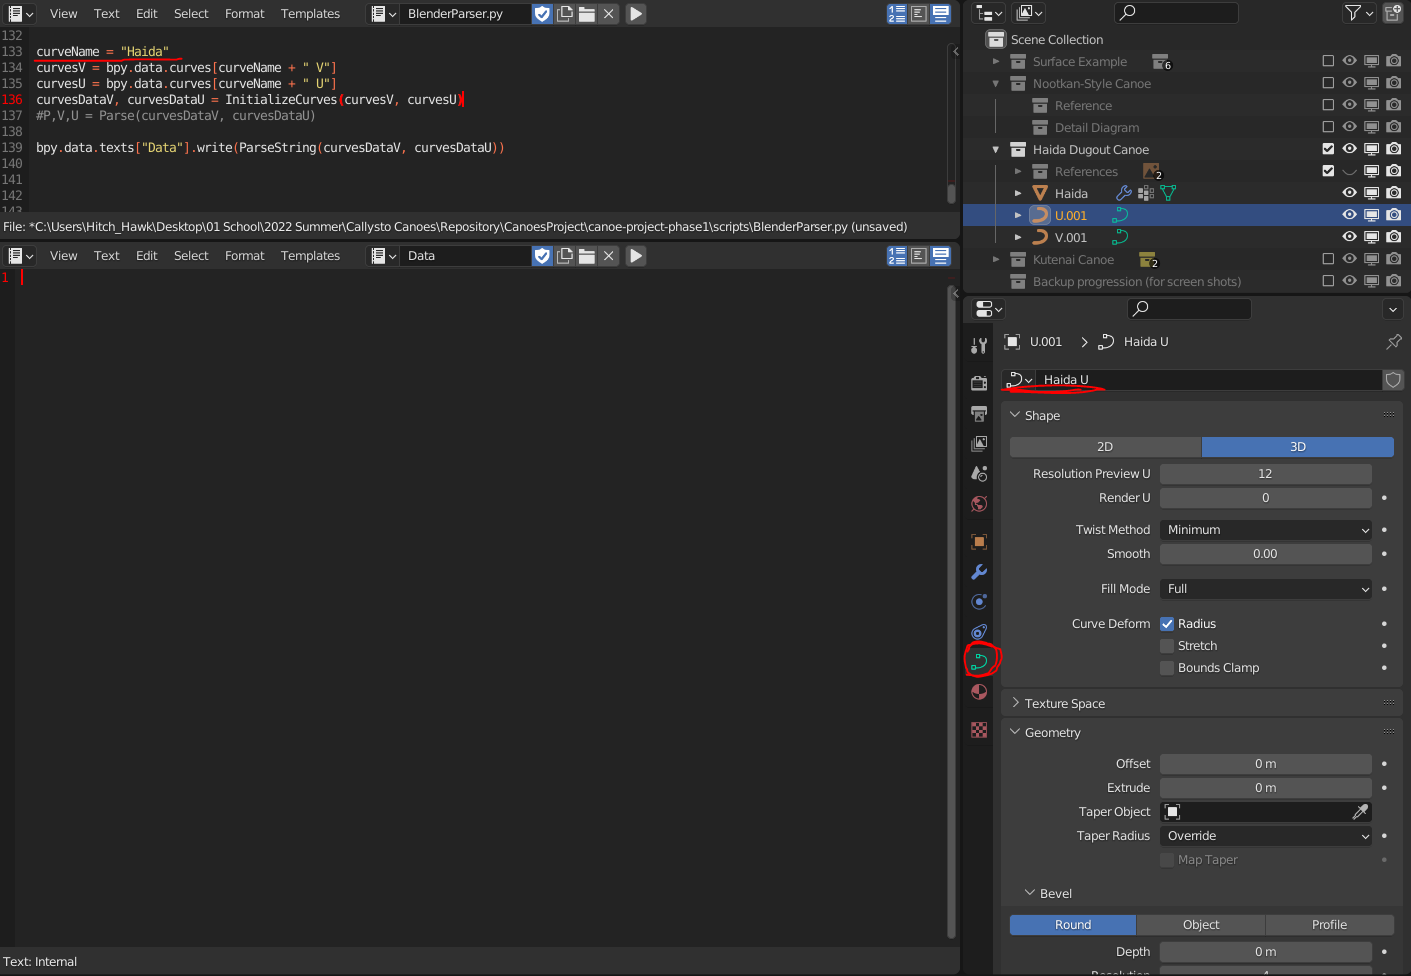 View Text Edit Select Format Templates BlenderParser.py
132
133 curveName = "Haida"
134 curvesV = bpy.data.curves[curveName + " V"]
135 curvesU = bpy.data.curves[curveName + " U"]
136 curvesDataV, curvesDataU = InitializeCurves(curvesV, curvesU)
137 #P,V,U = Parse(curvesDataV, curvesDataU)
138
139 bpy.data.texts["Data"].write(ParseString(curvesDataV, curvesDataU))
140
141
142
143
File: *C:\Users\Hitch_Hawk\Desktop\01 School\2022 Summer\Callysto Canoes\Repository\CanoesProject\canoe-project-phase1\scripts\BlenderParser.py (unsaved)
View Text Edit Select Format Templates Data
1
Text: Internal
Scene Collection
Surface Example 6
Nootkan-Style Canoe
Reference
Detail Diagram
Haida Dugout Canoe
References 2
Haida
U.001
V.001
Kutenai Canoe 2
Backup progression (for screen shots)
U.001 Haida U
Haida U
Shape
2D 3D
Resolution Preview U 12
Render U 0
Twist Method Minimum
Smooth 0.00
Fill Mode Full
Curve Deform Radius
Stretch
Bounds Clamp
Texture Space
Geometry
Offset 0 m
Extrude 0 m
Taper Object
Taper Radius Override
Map Taper
Bevel
Round Object Profile
Depth 0 m
Resolution 4